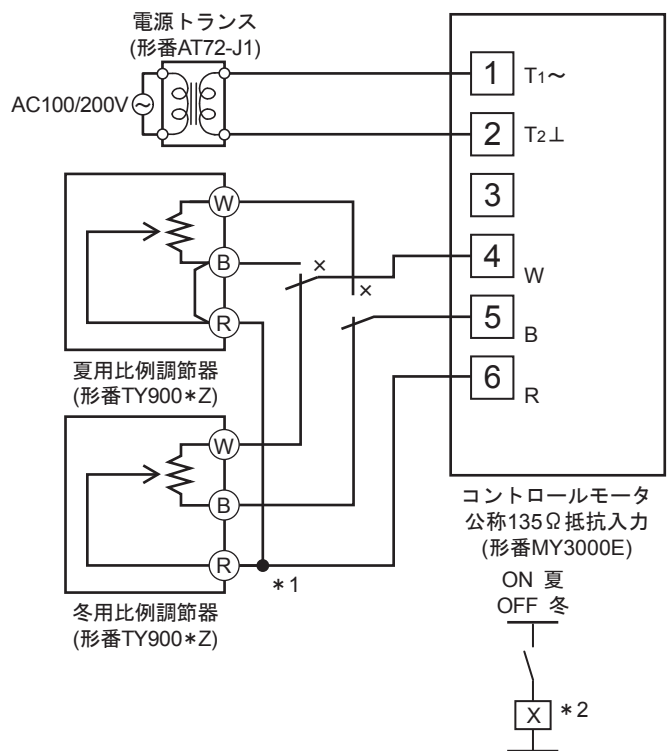 電源トランス
(形番AT72-J1)
AC100/200V
1 T1～
2 T2⊥
3
4 W
5 B
6 R
W
B
R
×
×
夏用比例調節器
(形番TY900＊Z)
W
B
R
＊1
冬用比例調節器
(形番TY900＊Z)
コントロールモータ
公称135Ω抵抗入力
(形番MY3000E)
ON 夏
OFF 冬
X ＊2